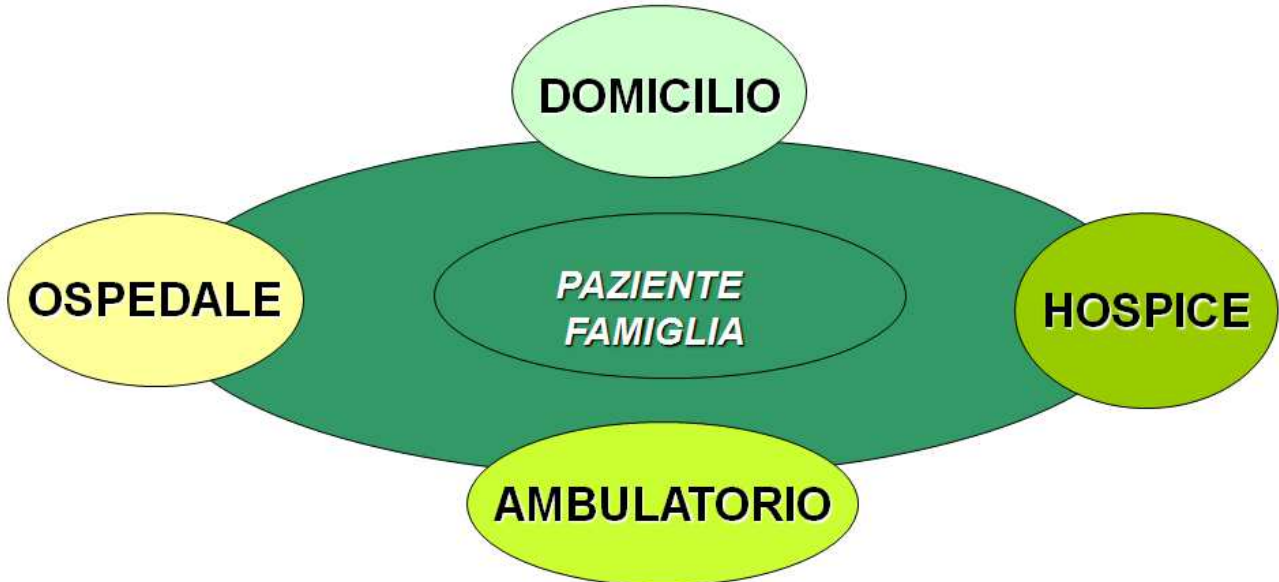 DOMICILIO
OSPEDALE
PAZIENTE
FAMIGLIA
HOSPICE
AMBULATORIO